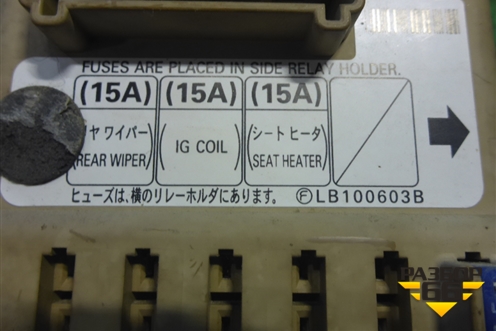 FUSES ARE PLACED IN SIDE RELAY HOLDER.
(15A) (15A) (15A)
ヤワイパー シートヒータ
(REAR WIPER) (IG COIL) (SEAT HEATER)
ヒューズは、横のリレーホルダにあります。 Ⓕ LB100603B
РАЗБЕГА
66